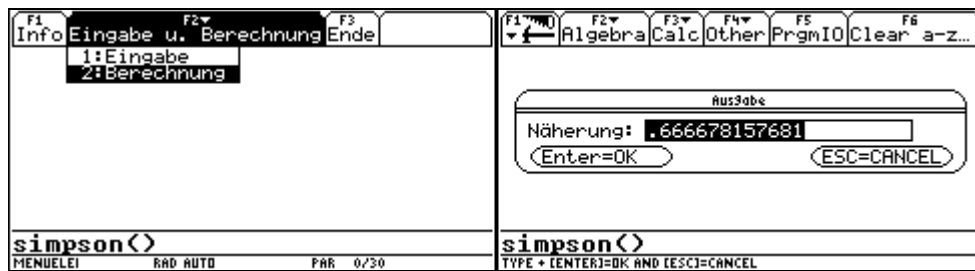 F1 F2▾ F3
Info Eingabe u. Berechnung Ende
1:Eingabe
2:Berechnung
simpson()
MENUELEI RAD AUTO PAR 0/30
F1 F2▾ F3▾ F4▾ F5 F6
Algebra Calc Other PrgmIO Clear a-z…
Ausgabe
Näherung: .666678157681
Enter=OK ESC=CANCEL
simpson()
TYPE + [ENTER]=OK AND [ESC]=CANCEL